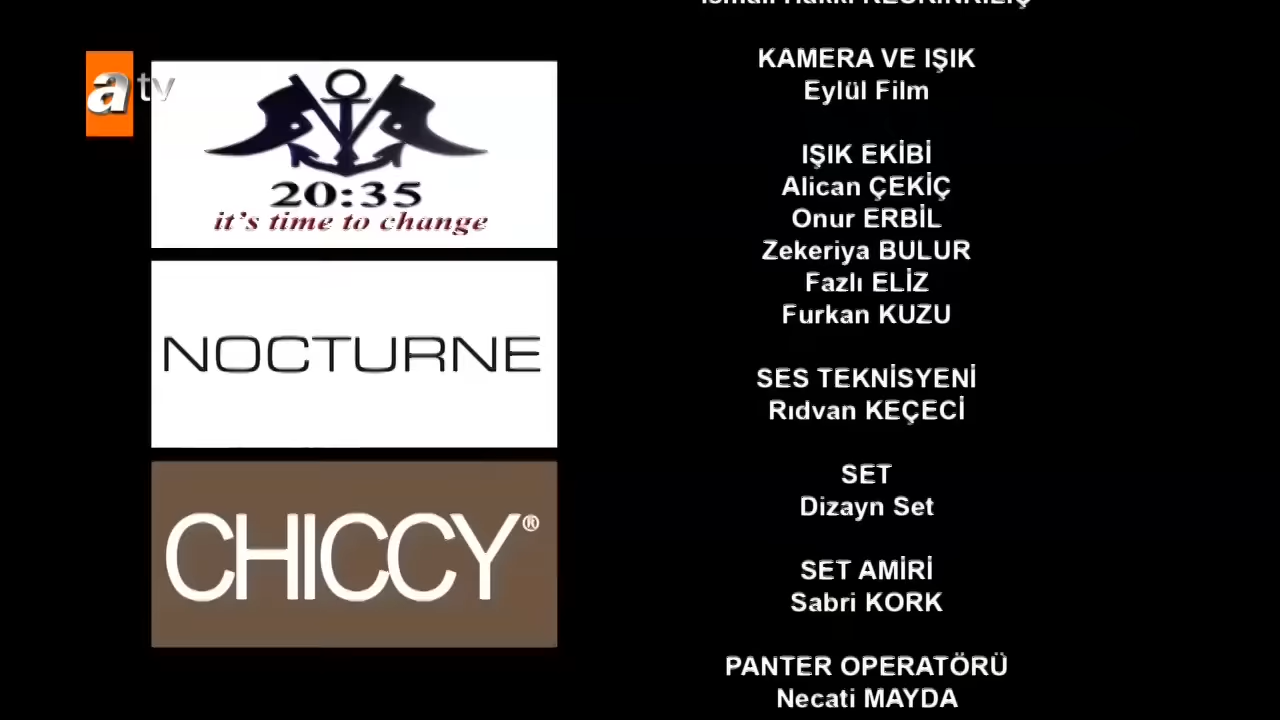 atv
20:35
it's time to change
NOCTURNE
CHICCY®
KAMERA VE IŞIK
Eylül Film
IŞIK EKİBİ
Alican ÇEKİÇ
Onur ERBİL
Zekeriya BULUR
Fazlı ELİZ
Furkan KUZU
SES TEKNİSYENİ
Rıdvan KEÇECİ
SET
Dizayn Set
SET AMİRİ
Sabri KORK
PANTER OPERATÖRÜ
Necati MAYDA